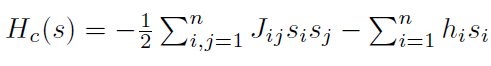 $H_c(s) = -\frac{1}{2} \sum_{i,j=1}^{n} J_{ij} s_i s_j - \sum_{i=1}^{n} h_i s_i$